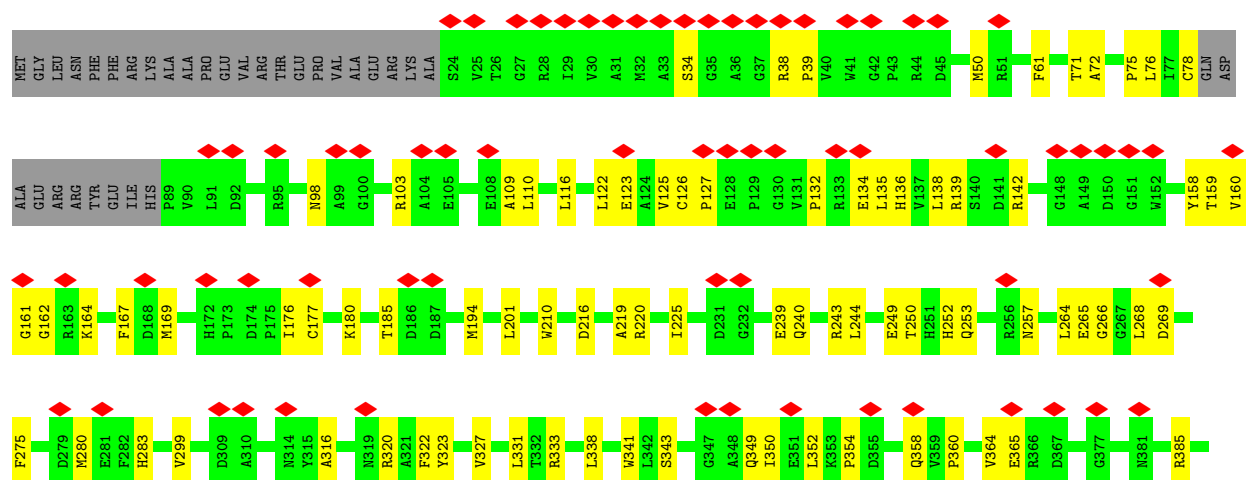 MET GLY LEU ASN PHE PHE ARG LYS ALA ALA PRO GLU VAL ARG THR GLU PRO VAL ALA GLU ARG LYS ALA S24 V25 T26 G27 R28 I29 V30 A31 M32 A33 S34 G35 A36 G37 R38 P39 V40 W41 G42 P43 R44 D45 M50 R51 F61 T71 A72 P75 L76 I77 C78 GLN ASP
ALA GLU ARG ARG TYR GLU ILE HIS P89 V90 L91 D92 R95 N98 A99 G100 R103 A104 E105 E108 A109 L110 L116 L122 E123 A124 V125 C126 P127 E128 P129 G130 V131 P132 R133 E134 L135 H136 V137 L138 R139 S140 D141 R142 G148 A149 D150 G151 W152 Y158 T159 V160
G161 G162 R163 K164 F167 D168 M169 H172 P173 D174 P175 I176 C177 K180 T185 D186 D187 M194 L201 W210 D216 A219 R220 I225 D231 G232 E239 Q240 R243 L244 E249 T250 H251 H252 Q253 R256 N257 L264 E265 G266 G267 L268 D269
F275 D279 M280 E281 F282 H283 V299 D309 A310 N314 Y315 A316 N319 R320 A321 F322 Y323 V327 L331 T332 R333 L338 W341 L342 S343 G347 A348 Q349 I350 E351 L352 K353 P354 D355 Q358 V359 P360 V364 E365 R366 D367 G377 N381 R385